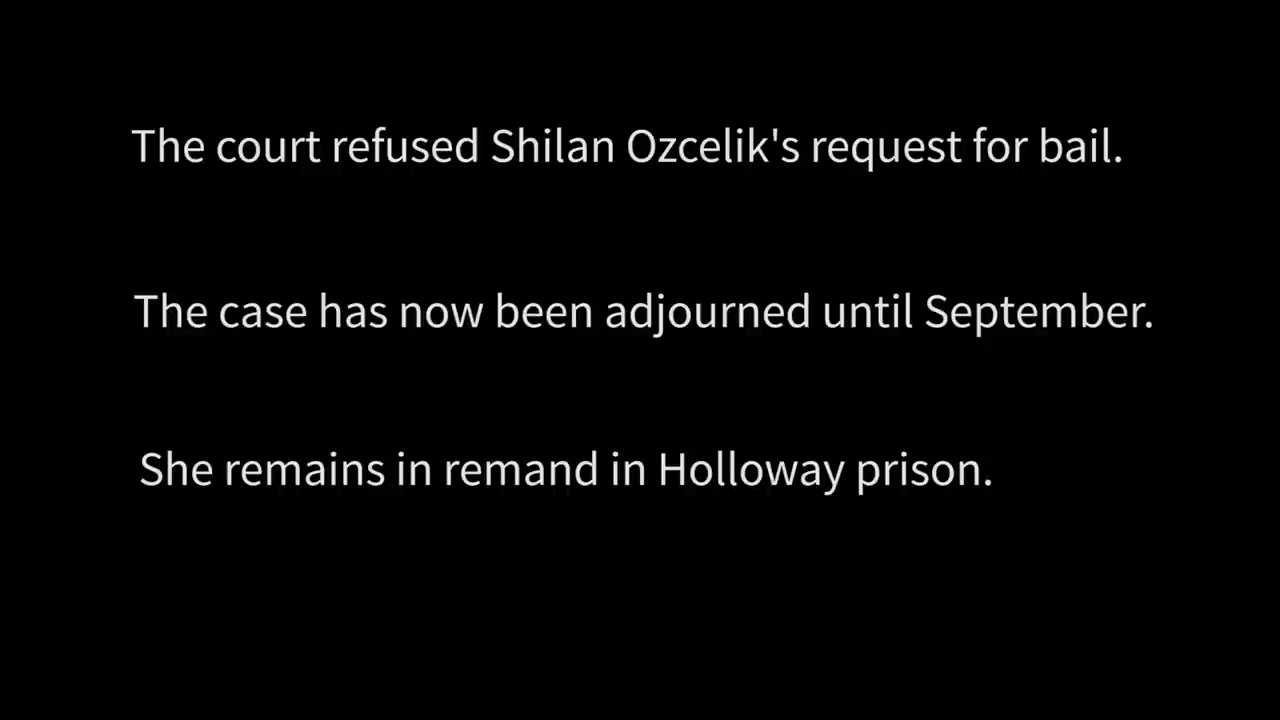 The court refused Shilan Ozcelik's request for bail.
The case has now been adjourned until September.
She remains in remand in Holloway prison.